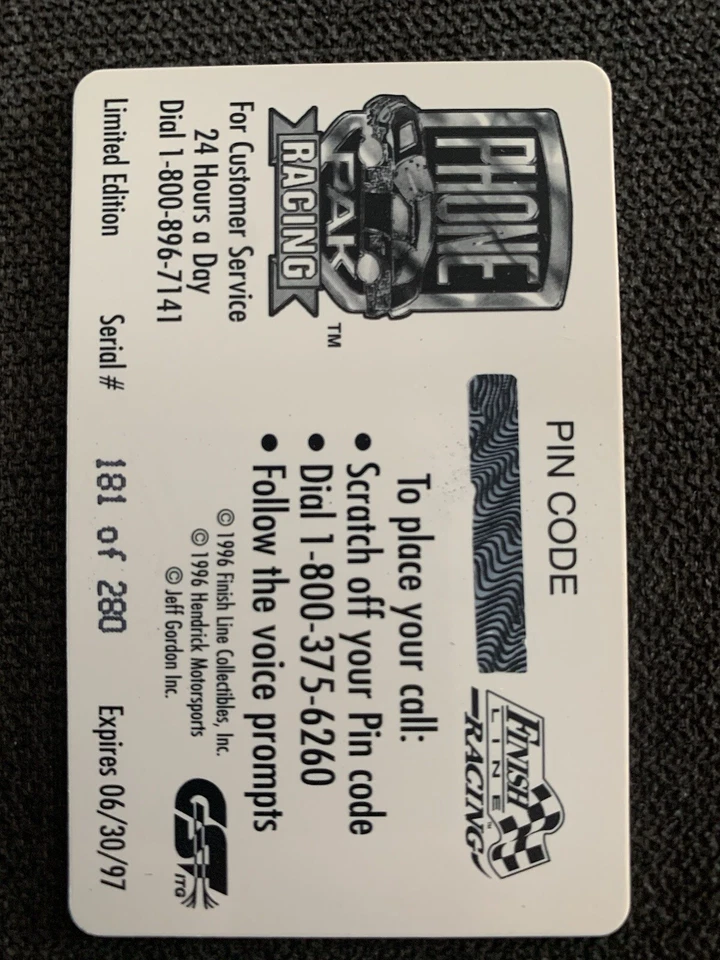 PHONE
PAK
RACING
TM
For Customer Service
24 Hours a Day
Dial 1-800-896-7141
PIN CODE
FINISH
LINE
RACING
To place your call:
• Scratch off your Pin code
• Dial 1-800-375-6260
• Follow the voice prompts
© 1996 Finish Line Collectibles, Inc.
© 1996 Hendrick Motorsports
© Jeff Gordon Inc.
GST
ITG
Limited Edition Serial # 181 of 280 Expires 06/30/97